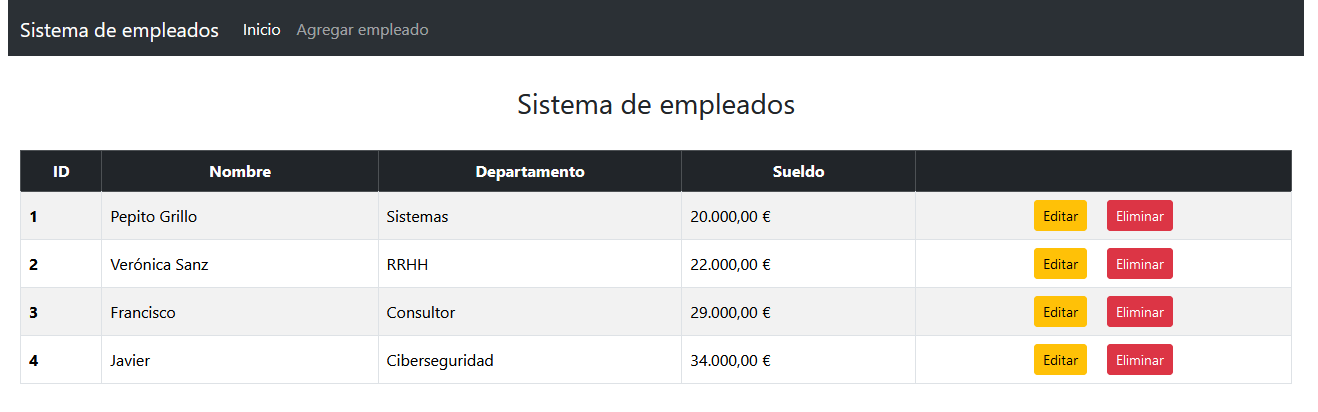 Sistema de empleados Inicio Agregar empleado
Sistema de empleados
ID Nombre Departamento Sueldo
1 Pepito Grillo Sistemas 20.000,00 € Editar Eliminar
2 Verónica Sanz RRHH 22.000,00 € Editar Eliminar
3 Francisco Consultor 29.000,00 € Editar Eliminar
4 Javier Ciberseguridad 34.000,00 € Editar Eliminar